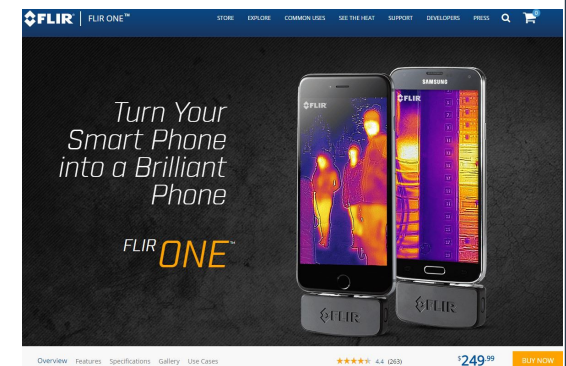 FLIR® | FLIR ONE™
STORE EXPLORE COMMON USES SEE THE HEAT SUPPORT DEVELOPERS PRESS 0
Turn Your
Smart Phone
into a Brilliant
Phone
FLIR ONE™
FLIR
SAMSUNG
FLIR
FLIR
FLIR
Overview Features Specifications Gallery Use Cases 4.4 (263) $249.99 BUY NOW